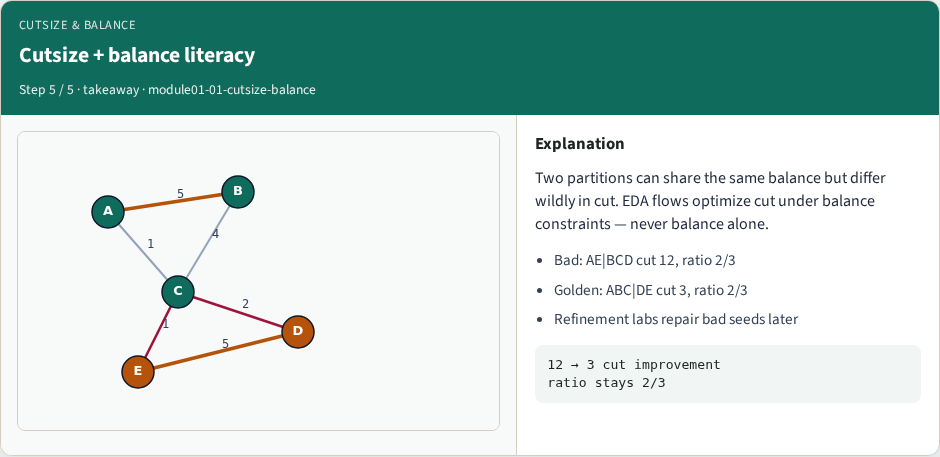 CUTSIZE & BALANCE
Cutsize + balance literacy
Step 5 / 5 · takeaway · module01-01-cutsize-balance
A
B
C
D
E
5
1
4
2
1
5
Explanation
Two partitions can share the same balance but differ
wildly in cut. EDA flows optimize cut under balance
constraints — never balance alone.
• Bad: AE|BCD cut 12, ratio 2/3
• Golden: ABC|DE cut 3, ratio 2/3
• Refinement labs repair bad seeds later
12 → 3 cut improvement
ratio stays 2/3